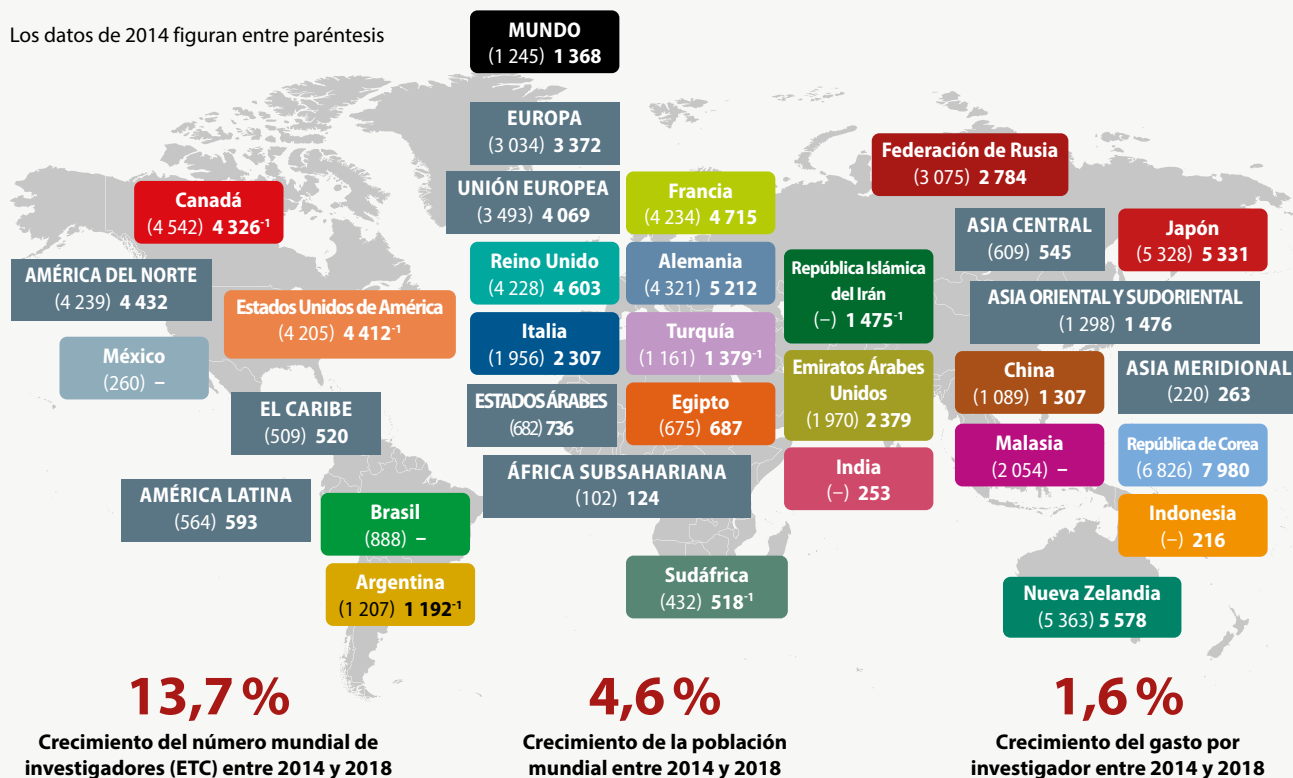 Los datos de 2014 figuran entre paréntesis
MUNDO
(1 245) 1 368
EUROPA
(3 034) 3 372
Federación de Rusia
(3 075) 2 784
Canadá
(4 542) 4 326⁻¹
UNIÓN EUROPEA
(3 493) 4 069
Francia
(4 234) 4 715
ASIA CENTRAL
(609) 545
Japón
(5 328) 5 331
AMÉRICA DEL NORTE
(4 239) 4 432
Estados Unidos de América
(4 205) 4 412⁻¹
Reino Unido
(4 228) 4 603
Alemania
(4 321) 5 212
República Islámica
del Irán
(–) 1 475⁻¹
ASIA ORIENTAL Y SUDORIENTAL
(1 298) 1 476
México
(260) –
Italia
(1 956) 2 307
Turquía
(1 161) 1 379⁻¹
Emiratos Árabes
Unidos
(1 970) 2 379
China
(1 089) 1 307
ASIA MERIDIONAL
(220) 263
EL CARIBE
(509) 520
ESTADOS ÁRABES
(682) 736
Egipto
(675) 687
Malasia
(2 054) –
República de Corea
(6 826) 7 980
ÁFRICA SUBSAHARIANA
(102) 124
India
(–) 253
AMÉRICA LATINA
(564) 593
Brasil
(888) –
Indonesia
(–) 216
Argentina
(1 207) 1 192⁻¹
Sudáfrica
(432) 518⁻¹
Nueva Zelandia
(5 363) 5 578
13,7 %
Crecimiento del número mundial de
investigadores (ETC) entre 2014 y 2018
4,6 %
Crecimiento de la población
mundial entre 2014 y 2018
1,6 %
Crecimiento del gasto por
investigador entre 2014 y 2018